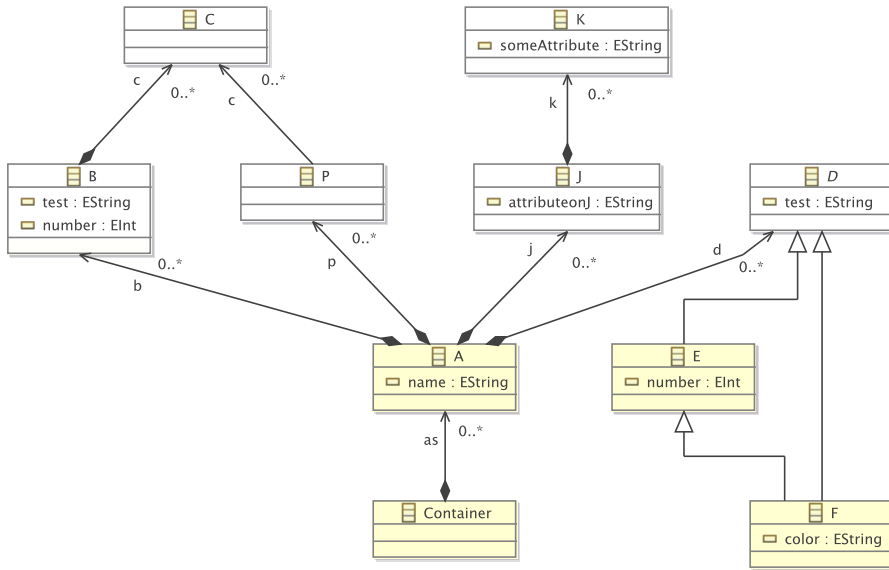 C
K
someAttribute : EString
c
0..*
0..*
c
k
0..*
B
test : EString
number : EInt
P
J
attributeonJ : EString
D
test : EString
0..*
b
0..*
p
j
0..*
d
0..*
A
name : EString
E
number : EInt
as
0..*
Container
F
color : EString